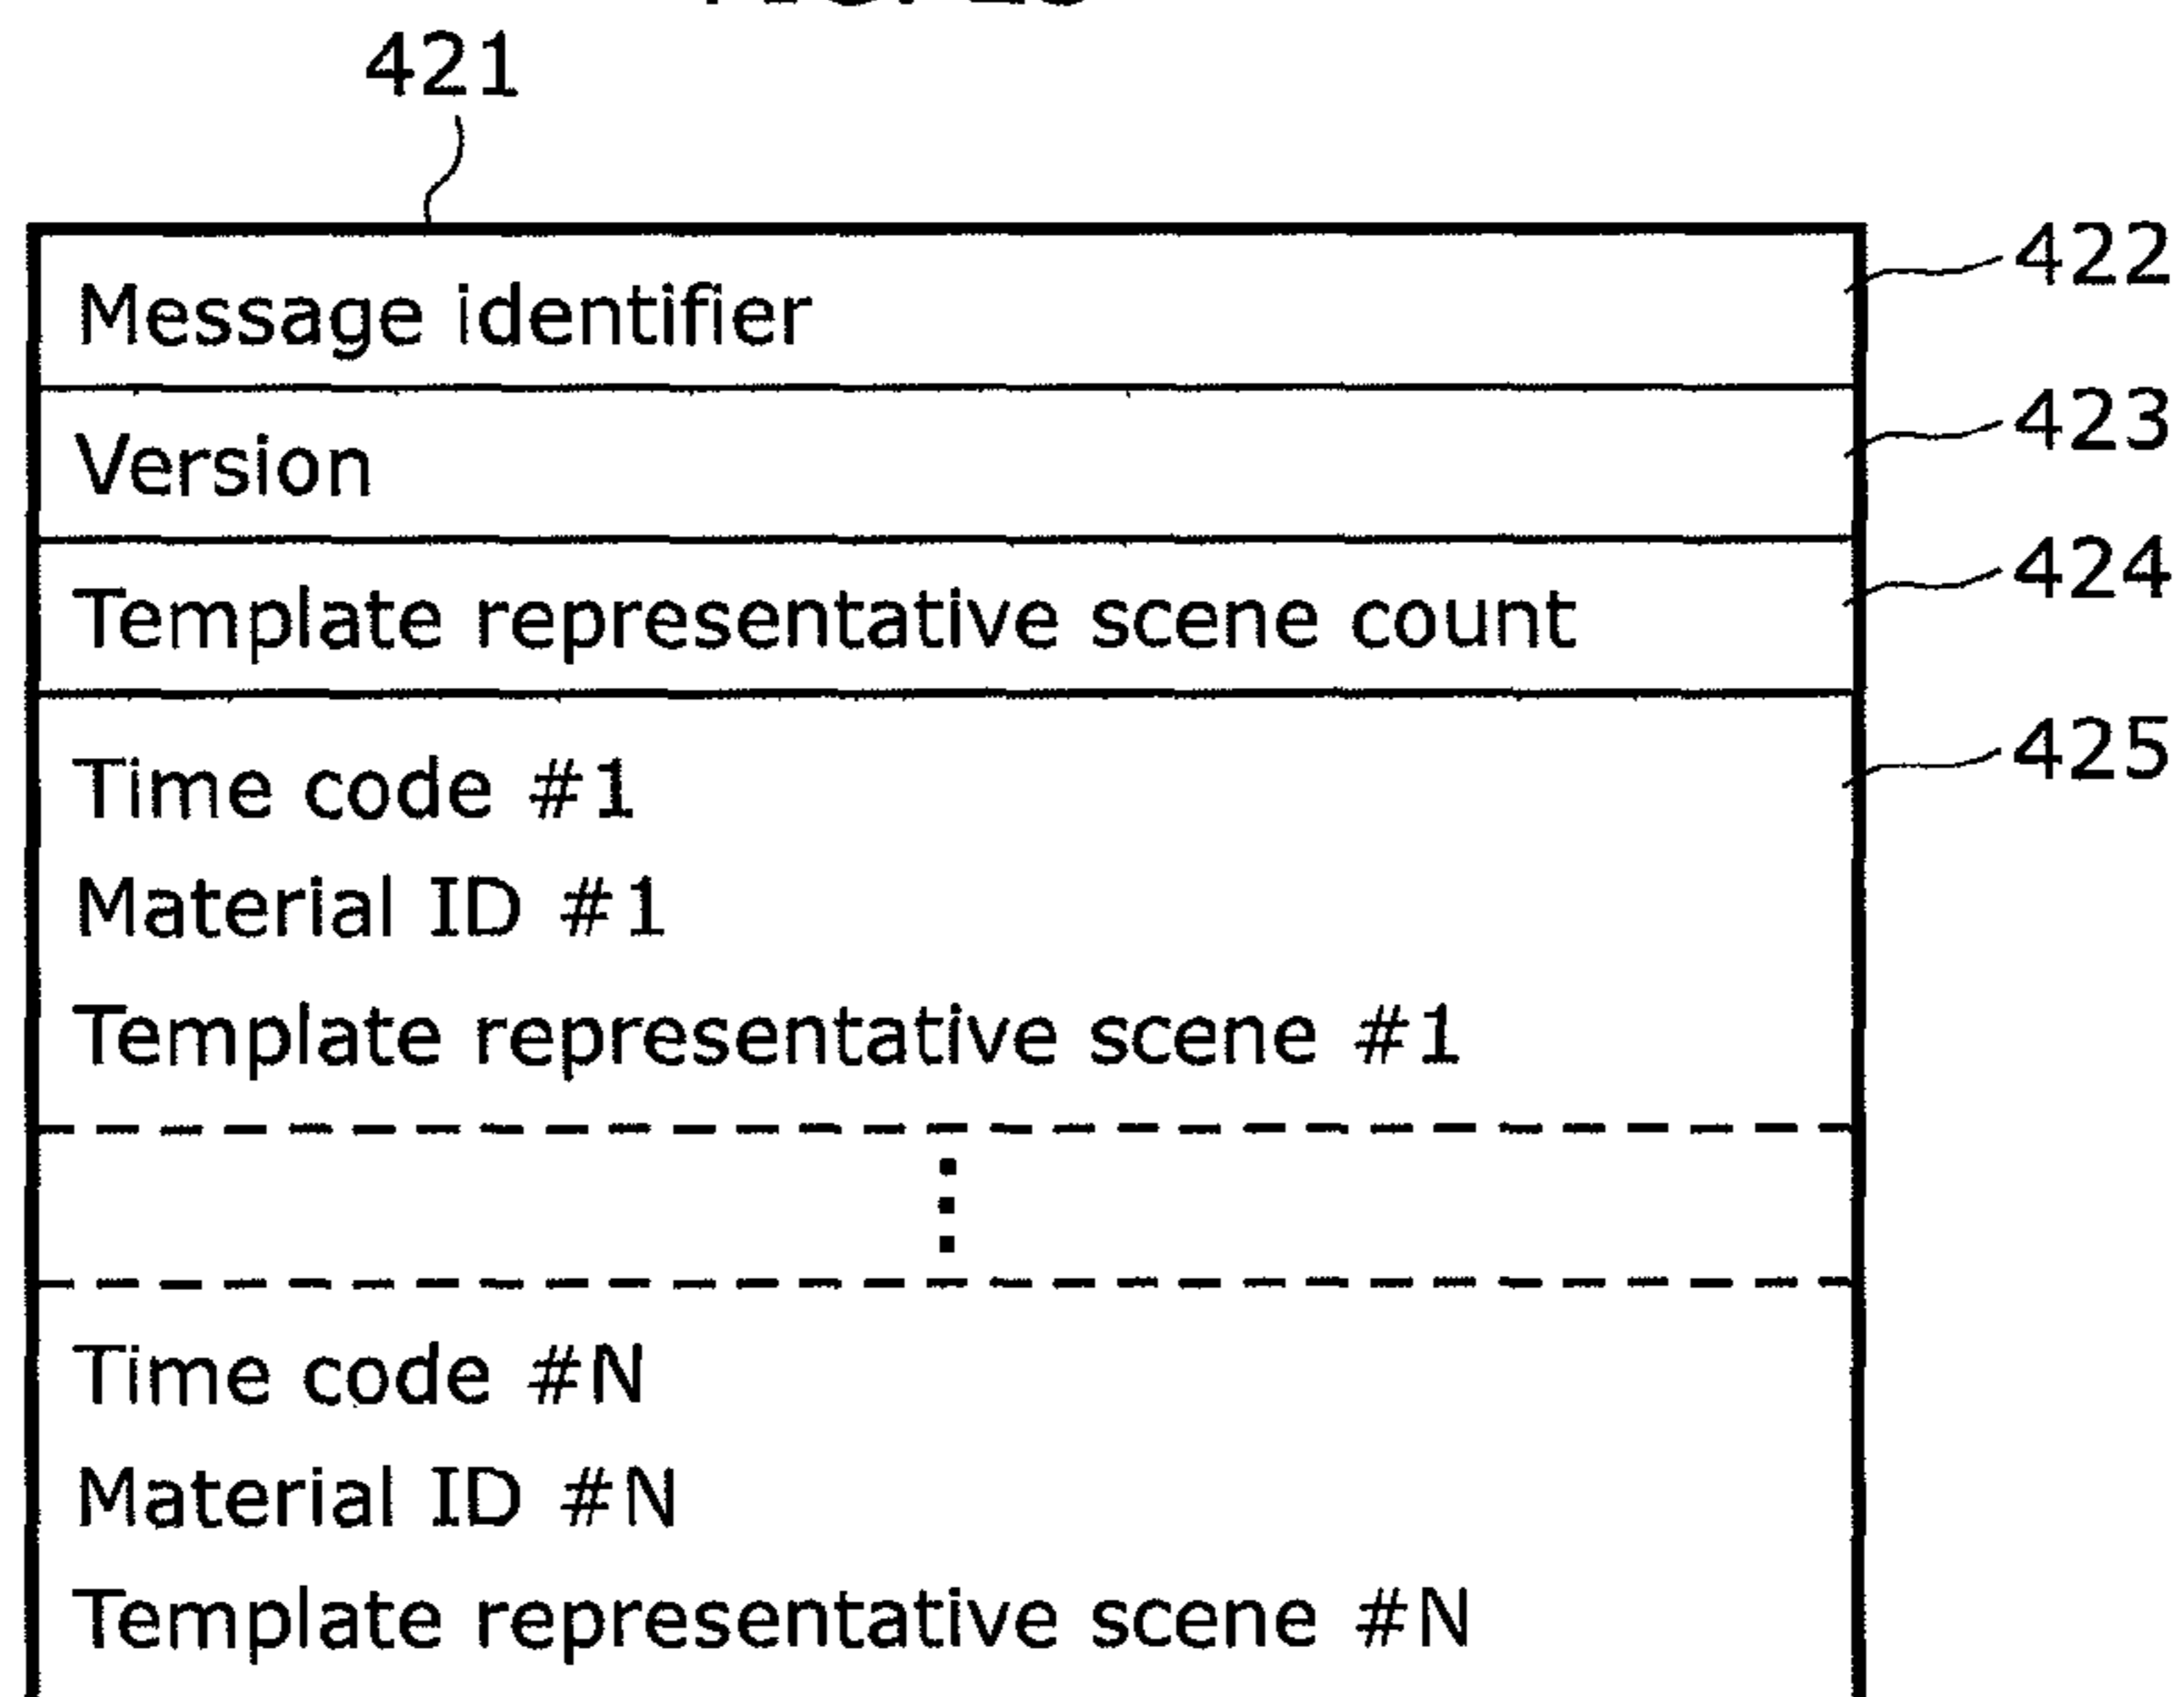 421
Message identifier 422
Version 423
Template representative scene count 424
Time code #1 425
Material ID #1
Template representative scene #1
Time code #N
Material ID #N
Template representative scene #N